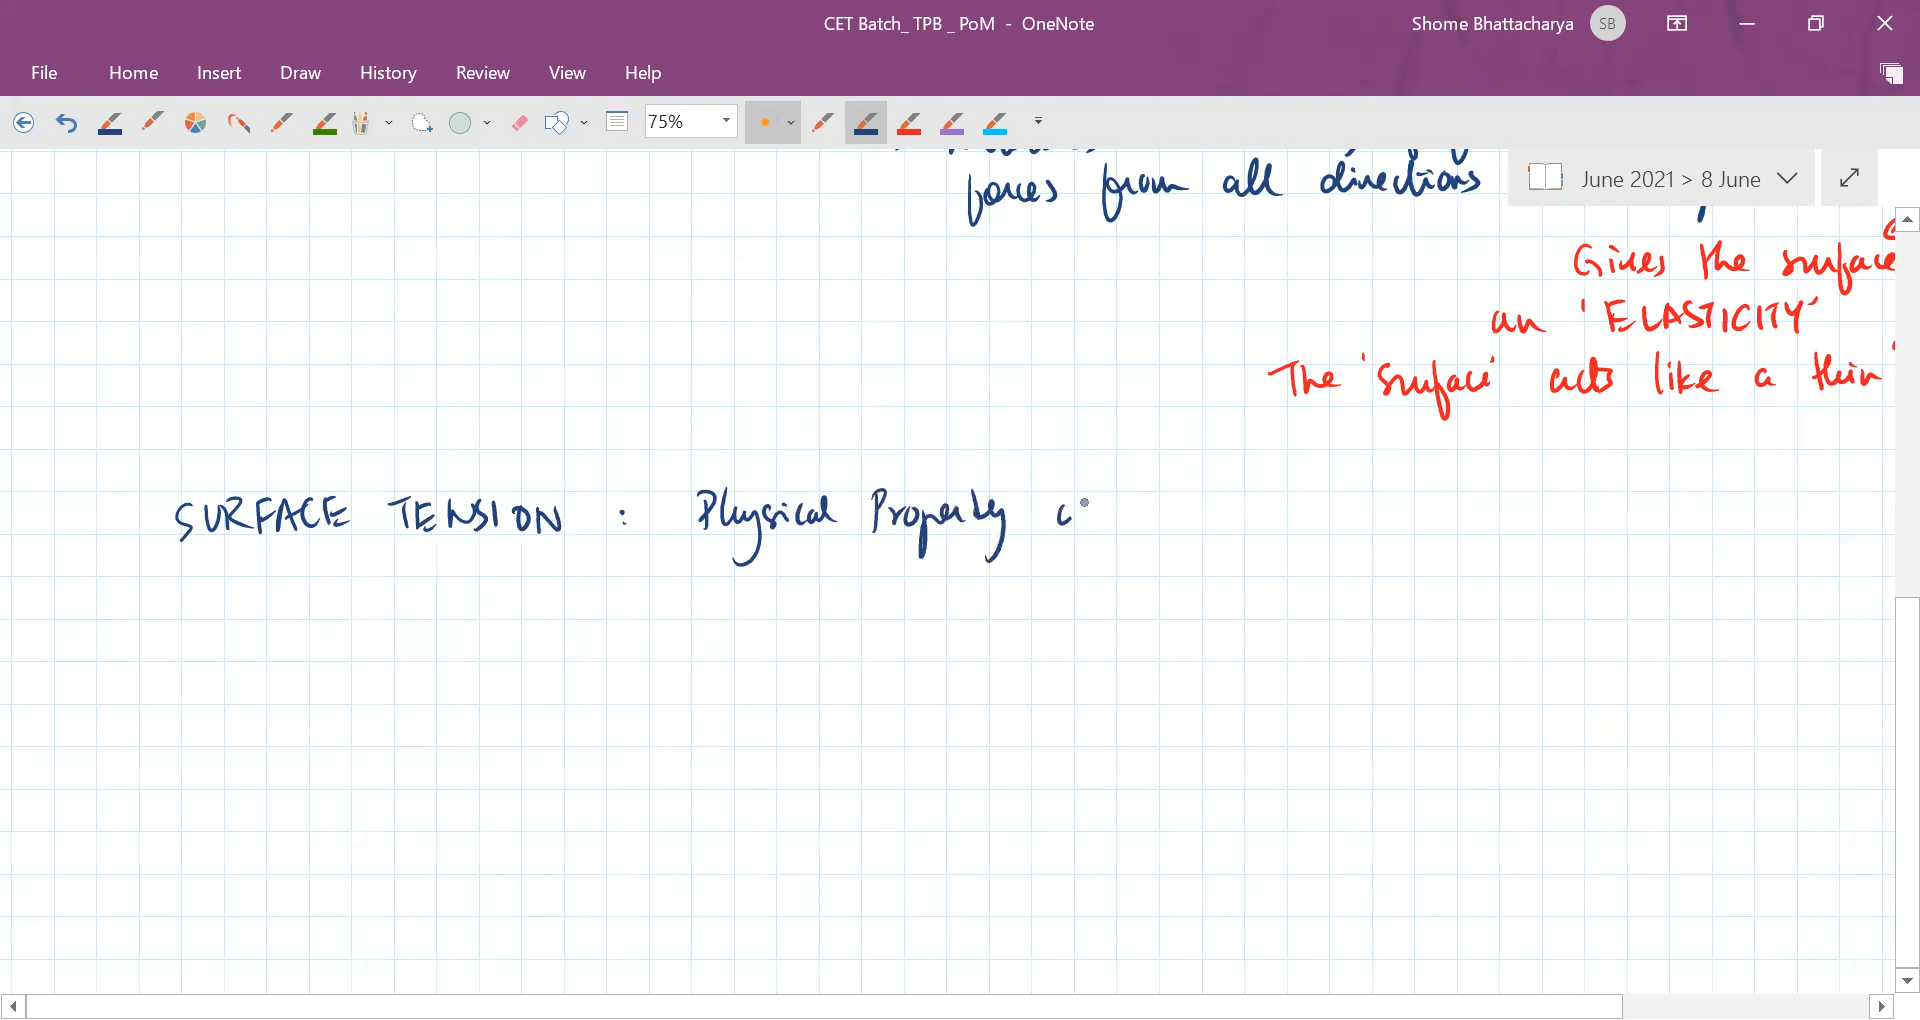 CET Batch_ TPB _ PoM - OneNote
Shome Bhattacharya SB
File Home Insert Draw History Review View Help
75%
June 2021 > 8 June
forces from all directions
Gives the surface
an 'ELASTICITY'
The 'surface' acts like a thin
SURFACE TENSION : Physical Property